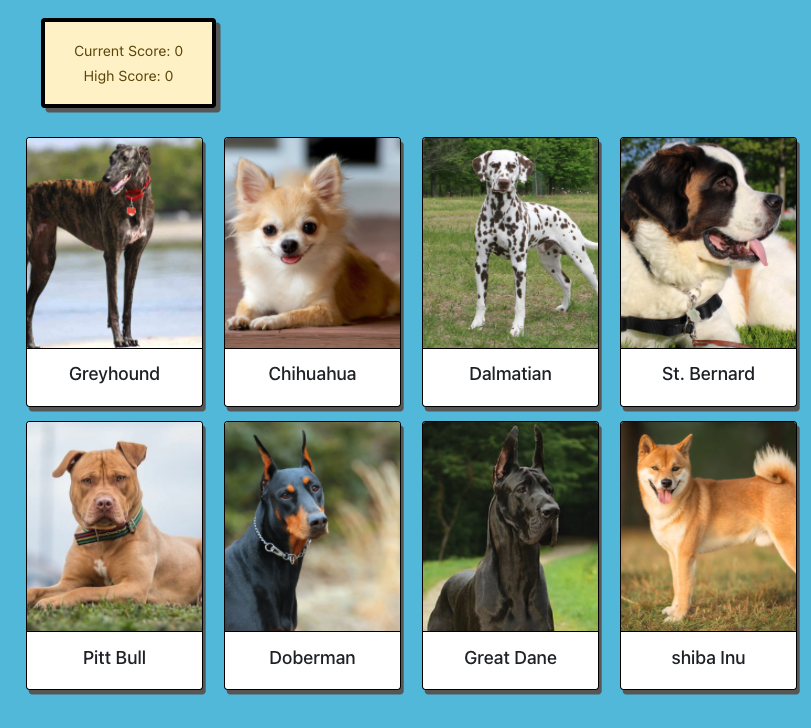 Current Score: 0
High Score: 0
Greyhound
Chihuahua
Dalmatian
St. Bernard
Pitt Bull
Doberman
Great Dane
shiba Inu